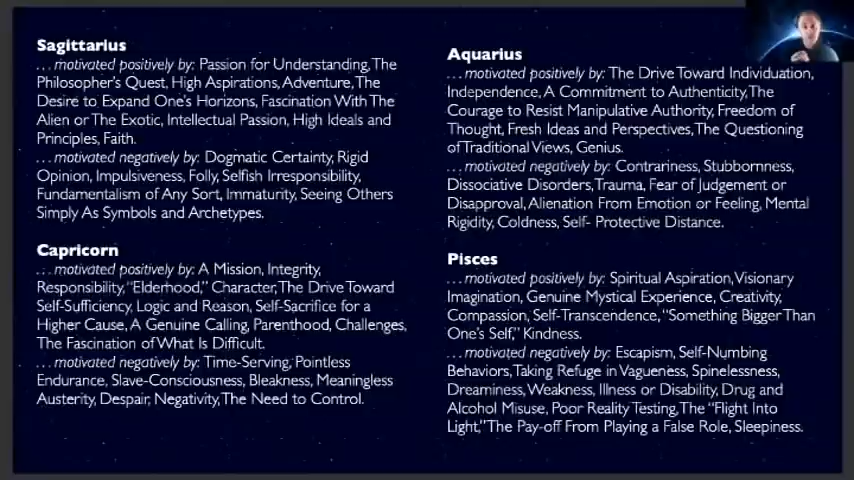 Sagittarius
...motivated positively by: Passion for Understanding, The
Philosopher's Quest, High Aspirations, Adventure, The
Desire to Expand One's Horizons, Fascination With The
Alien or The Exotic, Intellectual Passion, High Ideals and
Principles, Faith.
...motivated negatively by: Dogmatic Certainty, Rigid
Opinion, Impulsiveness, Folly, Selfish Irresponsibility,
Fundamentalism of Any Sort, Immaturity, Seeing Others
Simply As Symbols and Archetypes.
Capricorn
...motivated positively by: A Mission, Integrity,
Responsibility, "Elderhood," Character, The Drive Toward
Self-Sufficiency, Logic and Reason, Self-Sacrifice for a
Higher Cause, A Genuine Calling, Parenthood, Challenges,
The Fascination of What Is Difficult.
...motivated negatively by: Time-Serving, Pointless
Endurance, Slave-Consciousness, Bleakness, Meaningless
Austerity, Despair, Negativity, The Need to Control.
Aquarius
...motivated positively by: The Drive Toward Individuation,
Independence, A Commitment to Authenticity, The
Courage to Resist Manipulative Authority, Freedom of
Thought, Fresh Ideas and Perspectives, The Questioning
of Traditional Views, Genius.
...motivated negatively by: Contrariness, Stubbornness,
Dissociative Disorders, Trauma, Fear of Judgement or
Disapproval, Alienation From Emotion or Feeling, Mental
Rigidity, Coldness, Self- Protective Distance.
Pisces
...motivated positively by: Spiritual Aspiration, Visionary
Imagination, Genuine Mystical Experience, Creativity,
Compassion, Self-Transcendence, "Something Bigger Than
One's Self," Kindness.
...motivated negatively by: Escapism, Self-Numbing
Behaviors, Taking Refuge in Vagueness, Spinelessness,
Dreaminess, Weakness, Illness or Disability, Drug and
Alcohol Misuse, Poor Reality Testing, The "Flight Into
Light," The Pay-off From Playing a False Role, Sleepiness.